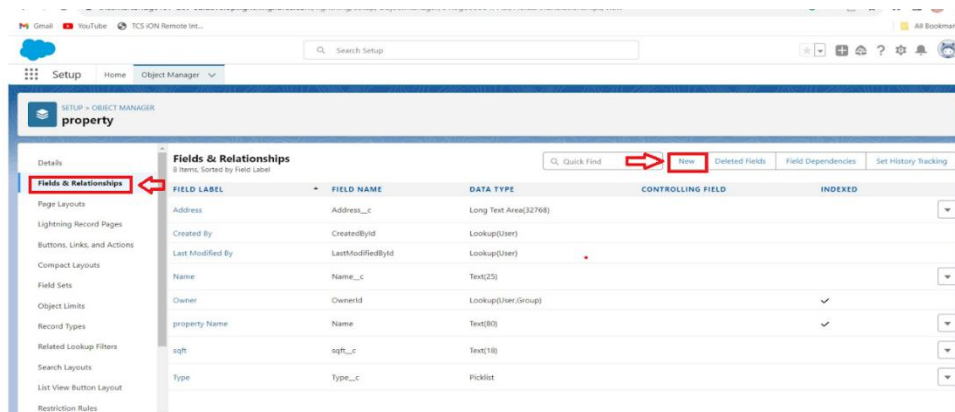 Gmail YouTube TCS iON Remote Int... All Bookmar
Search Setup
Setup Home Object Manager
SETUP > OBJECT MANAGER
property
Details
Fields & Relationships
Page Layouts
Lightning Record Pages
Buttons, Links, and Actions
Compact Layouts
Field Sets
Object Limits
Record Types
Related Lookup Filters
Search Layouts
List View Button Layout
Restriction Rules
Fields & Relationships
8 Items, Sorted by Field Label
Quick Find New Deleted Fields Field Dependencies Set History Tracking
FIELD LABEL FIELD NAME DATA TYPE CONTROLLING FIELD INDEXED
Address Address__c Long Text Area(32768)
Created By CreatedById Lookup(User)
Last Modified By LastModifiedById Lookup(User)
Name Name__c Text(25)
Owner OwnerId Lookup(User,Group)
property Name Name Text(80)
sqft sqft__c Text(18)
Type Type__c Picklist